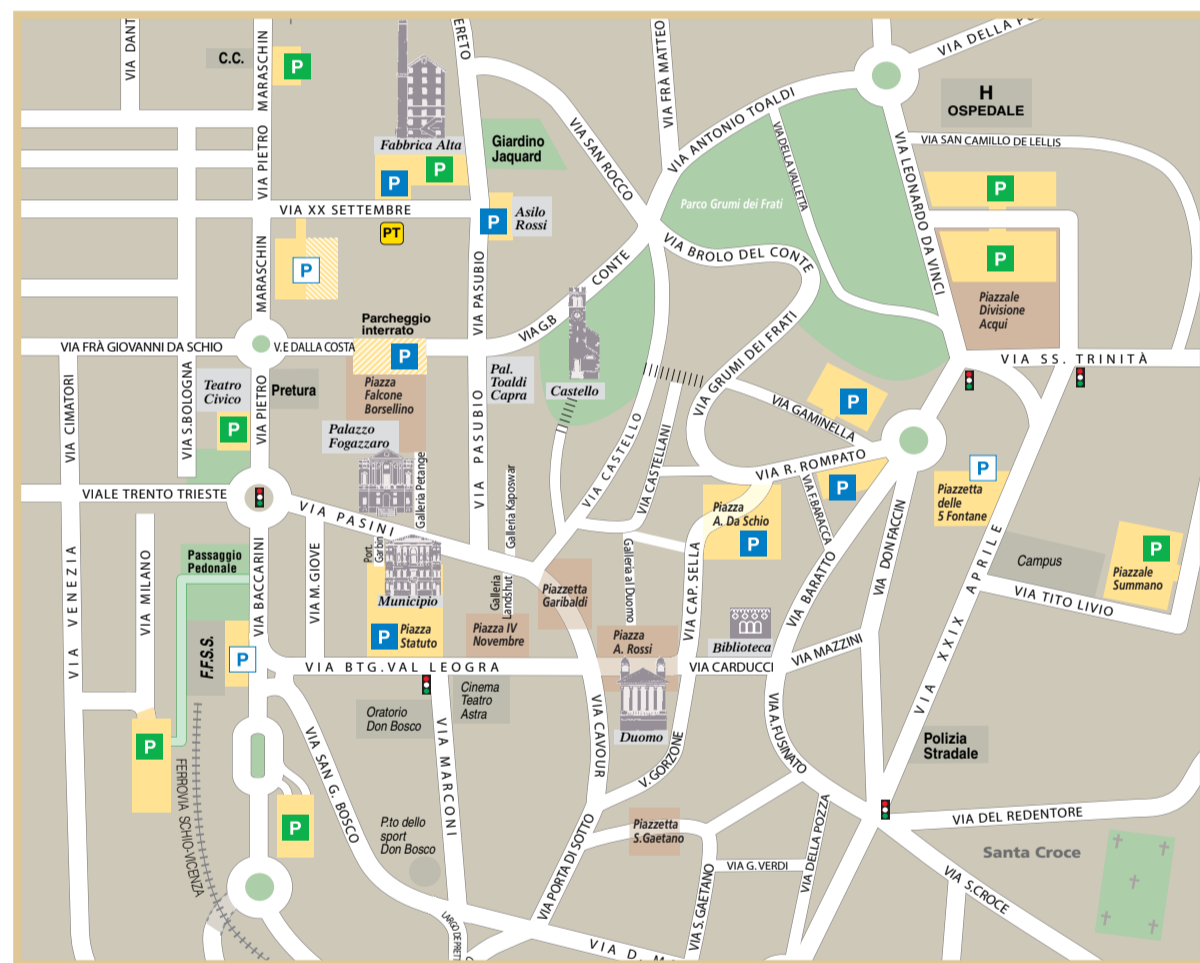 VIA DANT
C.C.
P
VIA PIETRO MARASCHIN
ERETO
VIA FRÀ MATTEO
VIA DELLA FO
H
OSPEDALE
VIA ANTONIO TOALDI
VIA SAN ROCCO
VIA DELLA VALLETTA
VIA LEONARDO DA VINCI
VIA SAN CAMILLO DE LELLIS
Fabbrica Alta
P
P
Giardino
Jaquard
P
VIA XX SETTEMBRE
PT
P
Asilo
Rossi
Parco Grumi dei Frati
VIA BROLO DEL CONTE
P
Piazzale
Divisione
Acqui
MARASCHIN
P
VIA PASUBIO
VIA G.B CONTE
Parcheggio
interrato
VIA FRÀ GIOVANNI DA SCHIO
V.E DALLA COSTA
P
VIA SS. TRINITÀ
VIA CIMATORI
VIA S.BOLOGNA
Teatro
Civico
P
VIA PIETRO
Pretura
Piazza
Falcone
Borsellino
Pal.
Toaldi
Capra
Castello
VIA GRUMI DEI FRATI
P
VIA GAMINELLA
Palazzo
Fogazzaro
Galleria Petange
VIA PASUBIO
Galleria Kaposwar
VIA CASTELLO
VIA CASTELLANI
VIA R. ROMPATO
VIA F.BARACCA
P
P
Piazzetta
delle
5 Fontane
VIALE TRENTO TRIESTE
VIA PASINI
Piazza
A. Da Schio
P
VIA DON FACCIN
VIA VENEZIA
VIA MILANO
Passaggio
Pedonale
VIA BACCARINI
VIA M. GIOVE
Port.
Garbin
Municipio
P
Piazza
Statuto
Galleria
Landshut
Piazza IV
Novembre
Piazzetta
Garibaldi
Galleria al Duomo
VIA CAP. SELLA
Piazza
A. Rossi
Biblioteca
VIA BARATTO
Campus
P
Piazzale
Summano
VIA TITO LIVIO
VIA XXIX APRILE
F.F.S.S.
P
VIA BTG.VAL LEOGRA
VIA CARDUCCI
VIA MAZZINI
Cinema
Teatro
Astra
Oratorio
Don Bosco
Duomo
VIA CAVOUR
V. GORZONE
VIA A.FUSINATO
Polizia
Stradale
P
FERROVIA SCHIO-VICENZA
VIA SAN G. BOSCO
VIA MARCONI
P
P.to dello
sport
Don Bosco
VIA PORTA DI SOTTO
Piazzetta
S.Gaetano
VIA DELLA POZZA
VIA DEL REDENTORE
Santa Croce
VIA G. VERDI
VIA S. GAETANO
VIA S.CROCE
LARGO DE PRETT
VIA D. M